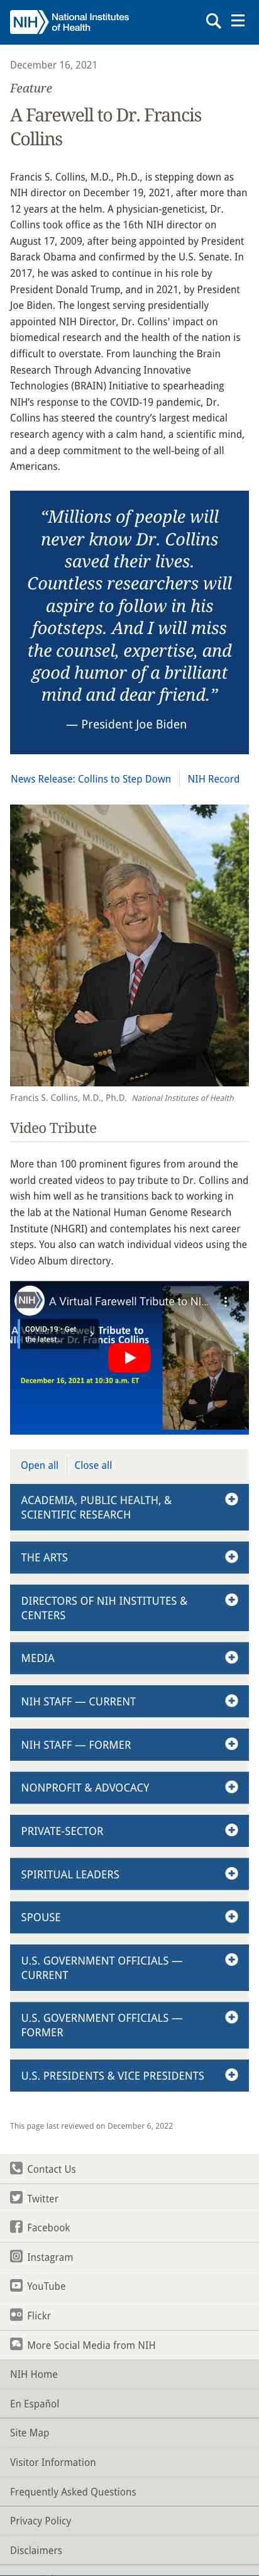 NIH National Institutes
of Health
December 16, 2021
Feature
A Farewell to Dr. Francis
Collins
Francis S. Collins, M.D., Ph.D., is stepping down as
NIH director on December 19, 2021, after more than
12 years at the helm. A physician-geneticist, Dr.
Collins took office as the 16th NIH director on
August 17, 2009, after being appointed by President
Barack Obama and confirmed by the U.S. Senate. In
2017, he was asked to continue in his role by
President Donald Trump, and in 2021, by President
Joe Biden. The longest serving presidentially
appointed NIH Director, Dr. Collins' impact on
biomedical research and the health of the nation is
difficult to overstate. From launching the Brain
Research Through Advancing Innovative
Technologies (BRAIN) Initiative to spearheading
NIH's response to the COVID-19 pandemic, Dr.
Collins has steered the country's largest medical
research agency with a calm hand, a scientific mind,
and a deep commitment to the well-being of all
Americans.
“Millions of people will
never know Dr. Collins
saved their lives.
Countless researchers will
aspire to follow in his
footsteps. And I will miss
the counsel, expertise, and
good humor of a brilliant
mind and dear friend.”
— President Joe Biden
News Release: Collins to Step Down
NIH Record
Francis S. Collins, M.D., Ph.D. National Institutes of Health
Video Tribute
More than 100 prominent figures from around the
world created videos to pay tribute to Dr. Collins and
wish him well as he transitions back to working in
the lab at the National Human Genome Research
Institute (NHGRI) and contemplates his next career
steps. You also can watch individual videos using the
Video Album directory.
NIH A Virtual Farewell Tribute to NI...
COVID-19 • Get
the latest...
December 16, 2021 at 10:30 a.m. ET
Open all
Close all
ACADEMIA, PUBLIC HEALTH, &
SCIENTIFIC RESEARCH
THE ARTS
DIRECTORS OF NIH INSTITUTES &
CENTERS
MEDIA
NIH STAFF — CURRENT
NIH STAFF — FORMER
NONPROFIT & ADVOCACY
PRIVATE-SECTOR
SPIRITUAL LEADERS
SPOUSE
U.S. GOVERNMENT OFFICIALS —
CURRENT
U.S. GOVERNMENT OFFICIALS —
FORMER
U.S. PRESIDENTS & VICE PRESIDENTS
This page last reviewed on December 6, 2022
Contact Us
Twitter
Facebook
Instagram
YouTube
Flickr
More Social Media from NIH
NIH Home
En Español
Site Map
Visitor Information
Frequently Asked Questions
Privacy Policy
Disclaimers